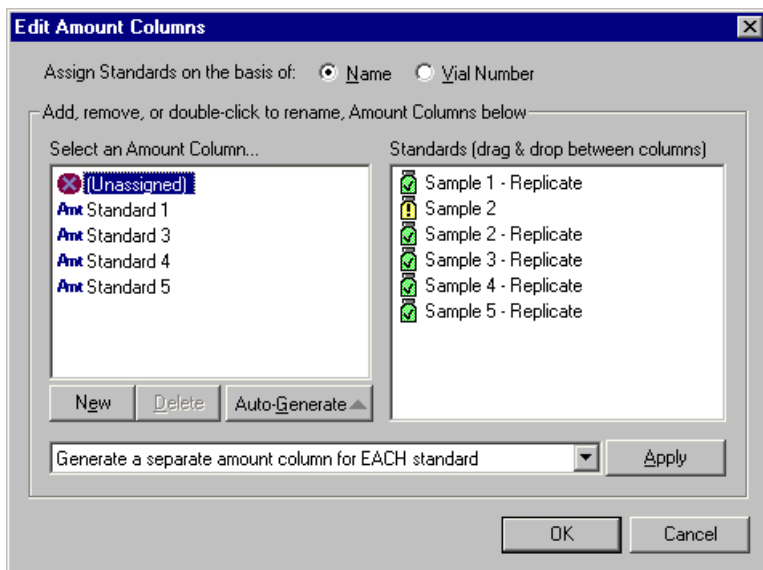 Edit Amount Columns
Assign Standards on the basis of: Name Vial Number
Add, remove, or double-click to rename, Amount Columns below
Select an Amount Column...
(Unassigned)
Amt Standard 1
Amt Standard 3
Amt Standard 4
Amt Standard 5
New Delete Auto-Generate
Standards (drag & drop between columns)
Sample 1 - Replicate
Sample 2
Sample 2 - Replicate
Sample 3 - Replicate
Sample 4 - Replicate
Sample 5 - Replicate
Generate a separate amount column for EACH standard
Apply
OK Cancel